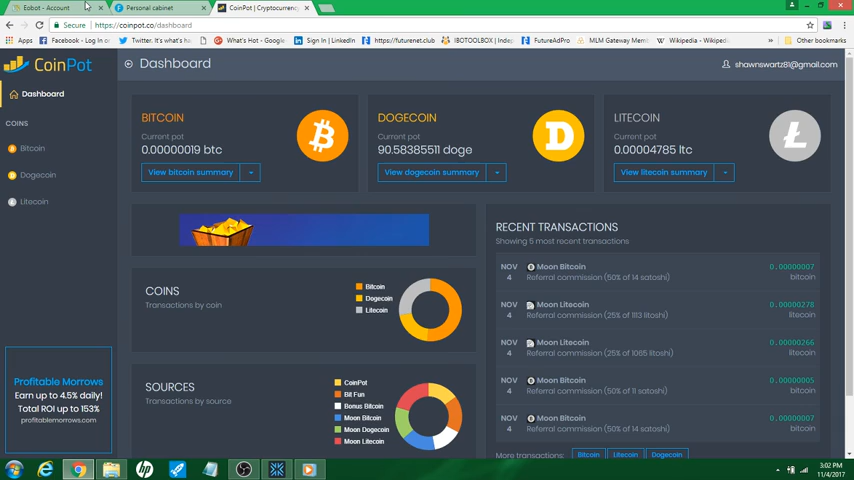 Eobot - Account
Personal cabinet
CoinPot | Cryptocurrency
Secure
https://coinpot.co/dashboard
Apps
Facebook - Log In o
Twitter. It's what's ha
What's Hot - Google
Sign In | LinkedIn
https://futurenet.club
IBOTOOLBOX | Indep
FutureAdPro
MLM Gateway Mem
Wikipedia - Wikiped
Other bookmarks
CoinPot
Dashboard
shawnswartz81@gmail.com
Dashboard
COINS
Bitcoin
Dogecoin
Litecoin
BITCOIN
Current pot
0.00000019 btc
View bitcoin summary
DOGECOIN
Current pot
90.58385511 doge
View dogecoin summary
LITECOIN
Current pot
0.00004785 ltc
View litecoin summary
COINS
Transactions by coin
Bitcoin
Dogecoin
Litecoin
SOURCES
Transactions by source
CoinPot
Bit Fun
Bonus Bitcoin
Moon Bitcoin
Moon Dogecoin
Moon Litecoin
RECENT TRANSACTIONS
Showing 5 most recent transactions
NOV 4 Moon Bitcoin 0.00000007
Referral commission (50% of 14 satoshi) bitcoin
NOV 4 Moon Litecoin 0.00000278
Referral commission (25% of 1113 litoshi) litecoin
NOV 4 Moon Litecoin 0.00000266
Referral commission (25% of 1065 litoshi) litecoin
NOV 4 Moon Bitcoin 0.00000005
Referral commission (50% of 11 satoshi) bitcoin
NOV 4 Moon Bitcoin 0.00000007
Referral commission (50% of 14 satoshi) bitcoin
More transactions: Bitcoin Litecoin Dogecoin
Profitable Morrows
Earn up to 4.5% daily!
Total ROI up to 153%
profitablemorrows.com
3:02 PM
11/4/2017